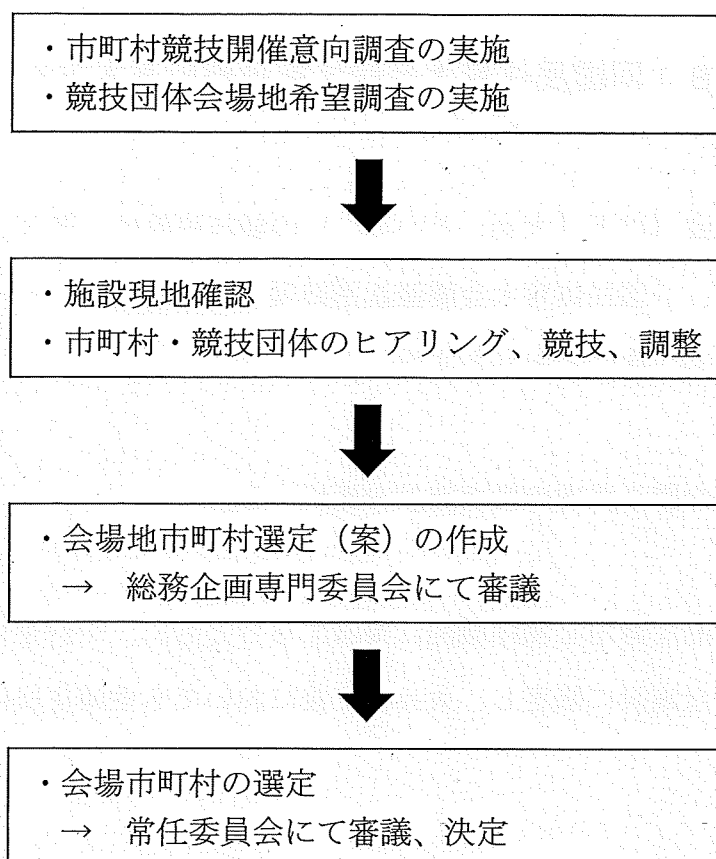 ・市町村競技開催意向調査の実施
・競技団体会場地希望調査の実施
・施設現地確認
・市町村・競技団体のヒアリング、競技、調整
・会場地市町村選定（案）の作成
→ 総務企画専門委員会にて審議
・会場市町村の選定
→ 常任委員会にて審議、決定